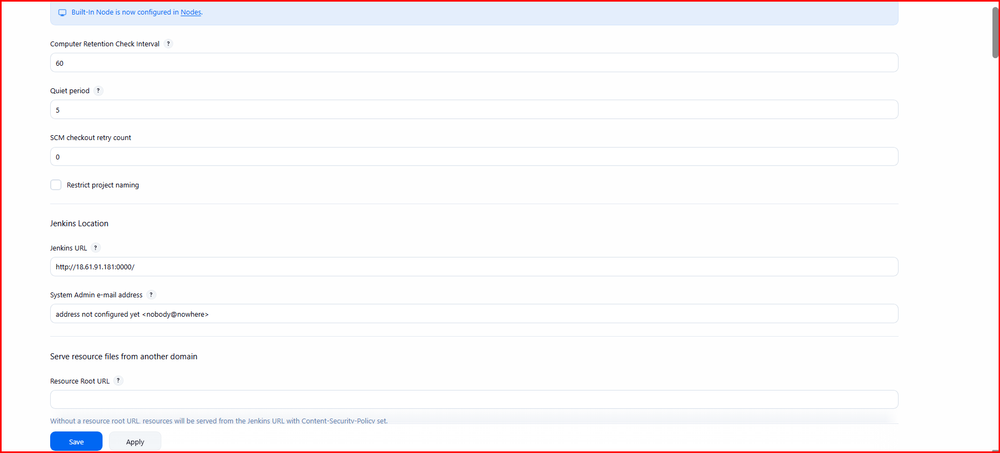 Built-In Node is now configured in Nodes.
Computer Retention Check Interval ?
60
Quiet period ?
5
SCM checkout retry count
0
Restrict project naming
Jenkins Location
Jenkins URL ?
http://18.61.91.181:0000/
System Admin e-mail address ?
address not configured yet <nobody@nowhere>
Serve resource files from another domain
Resource Root URL ?
Without a resource root URL, resources will be served from the Jenkins URL with Content-Security-Policy set.
Save Apply